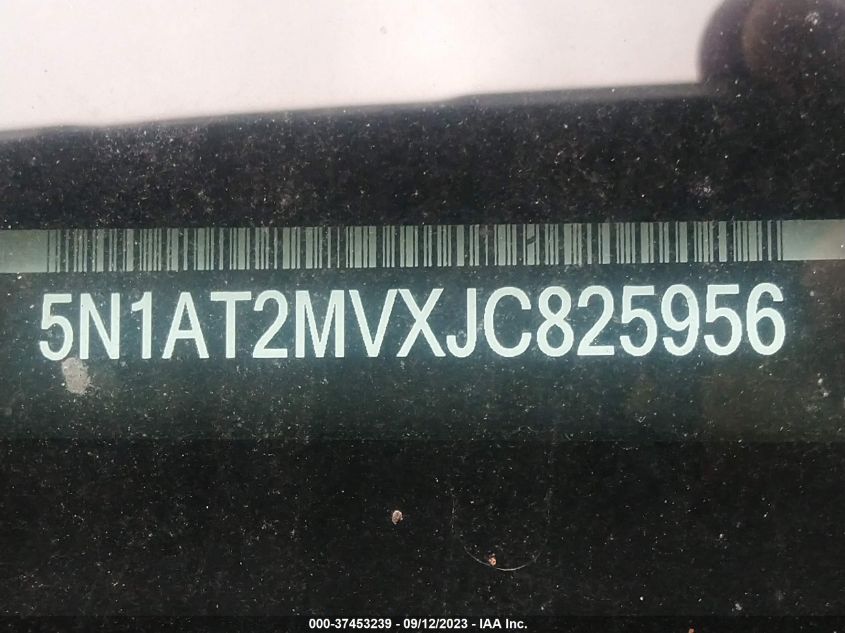 5N1AT2MVXJC825956
000-37453239 - 09/12/2023 - IAA Inc.